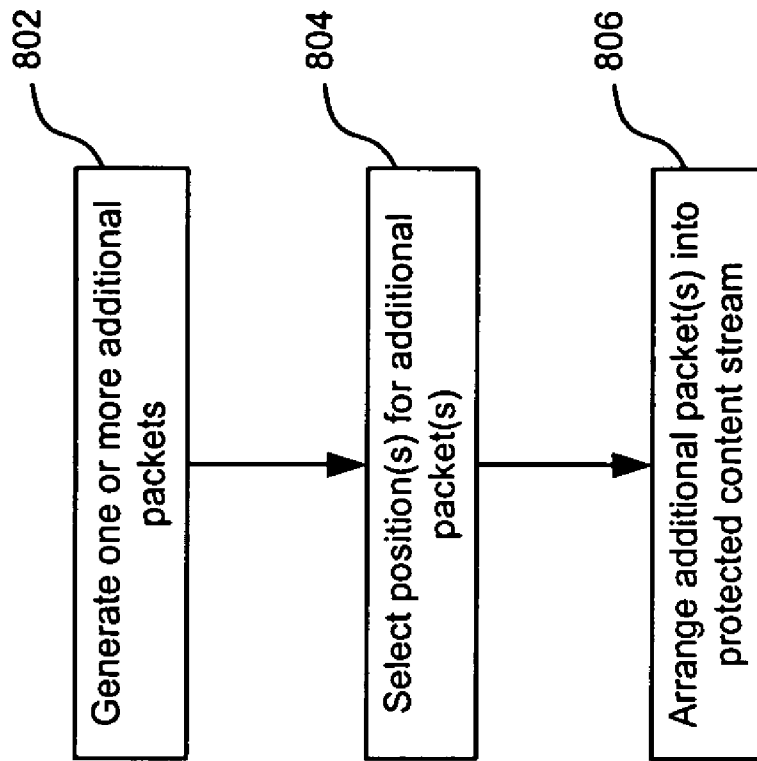 802
Generate one or more additional
packets
804
Select position(s) for additional
packet(s)
806
Arrange additional packet(s) into
protected content stream